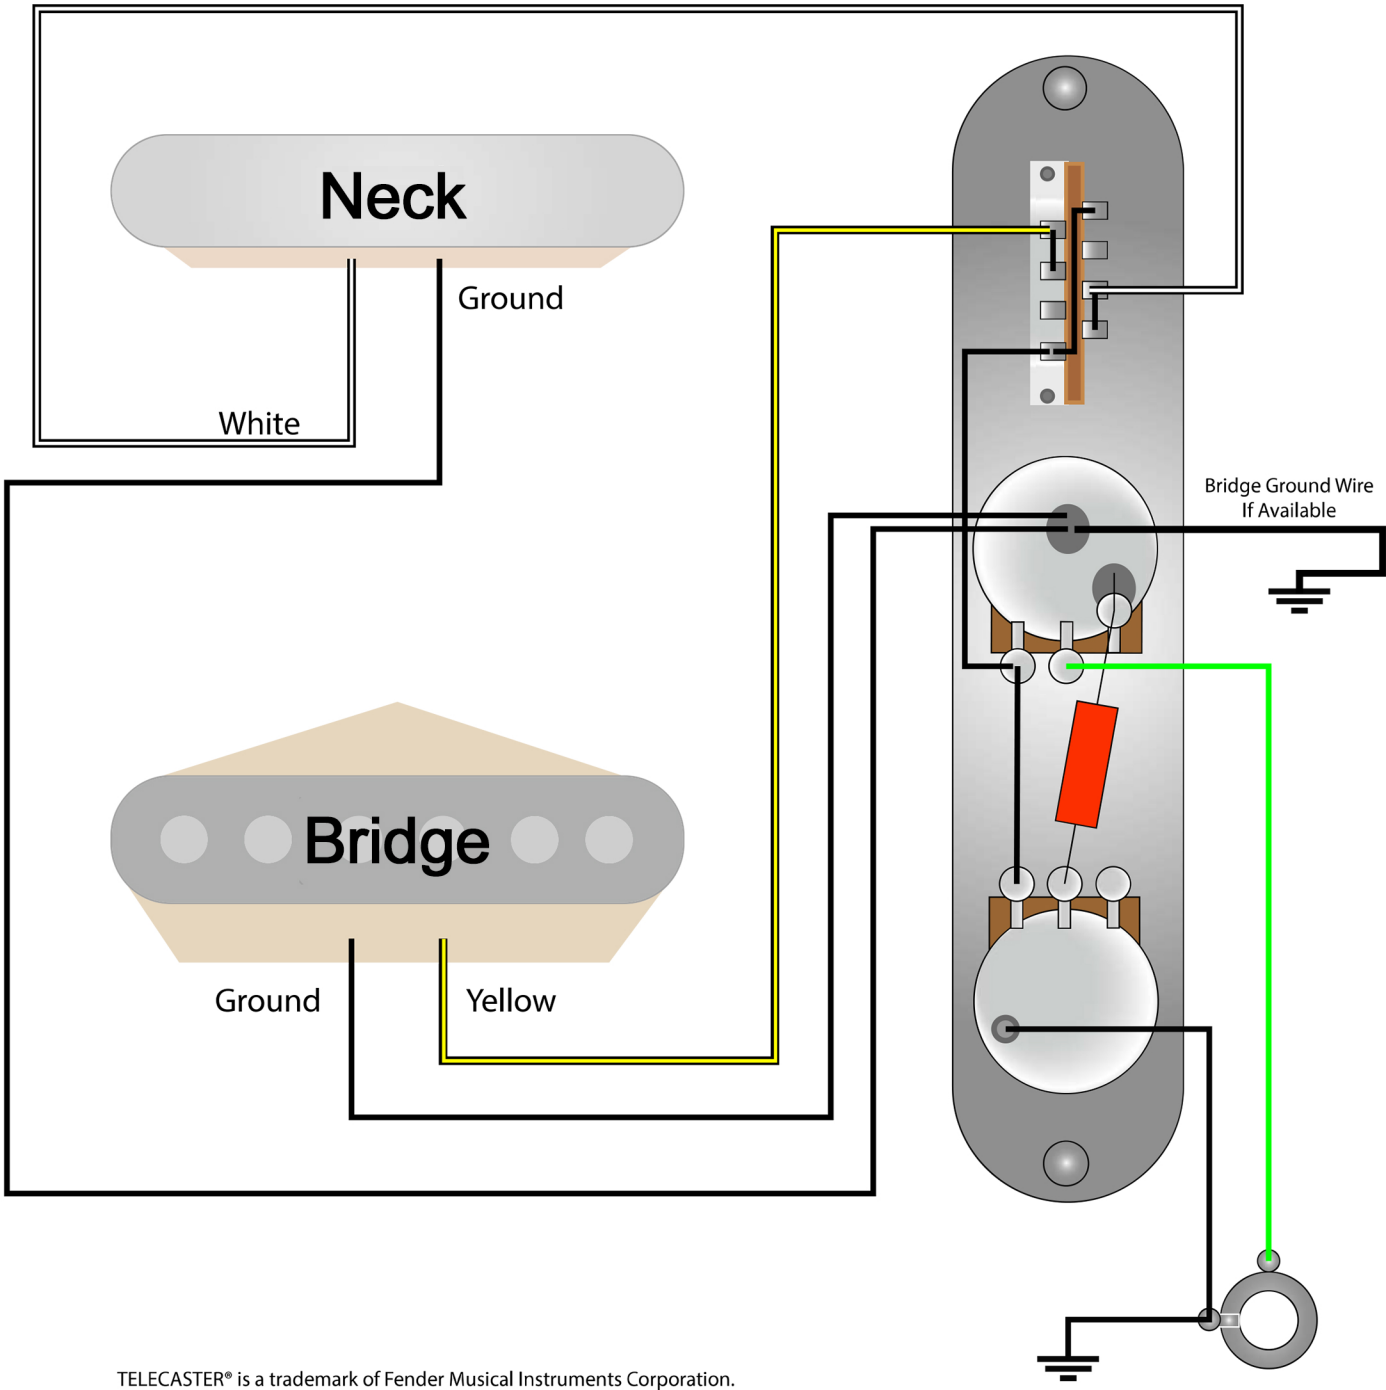 Neck
Ground
White
Bridge Ground Wire
If Available
Bridge
Ground
Yellow
TELECASTER® is a trademark of Fender Musical Instruments Corporation.